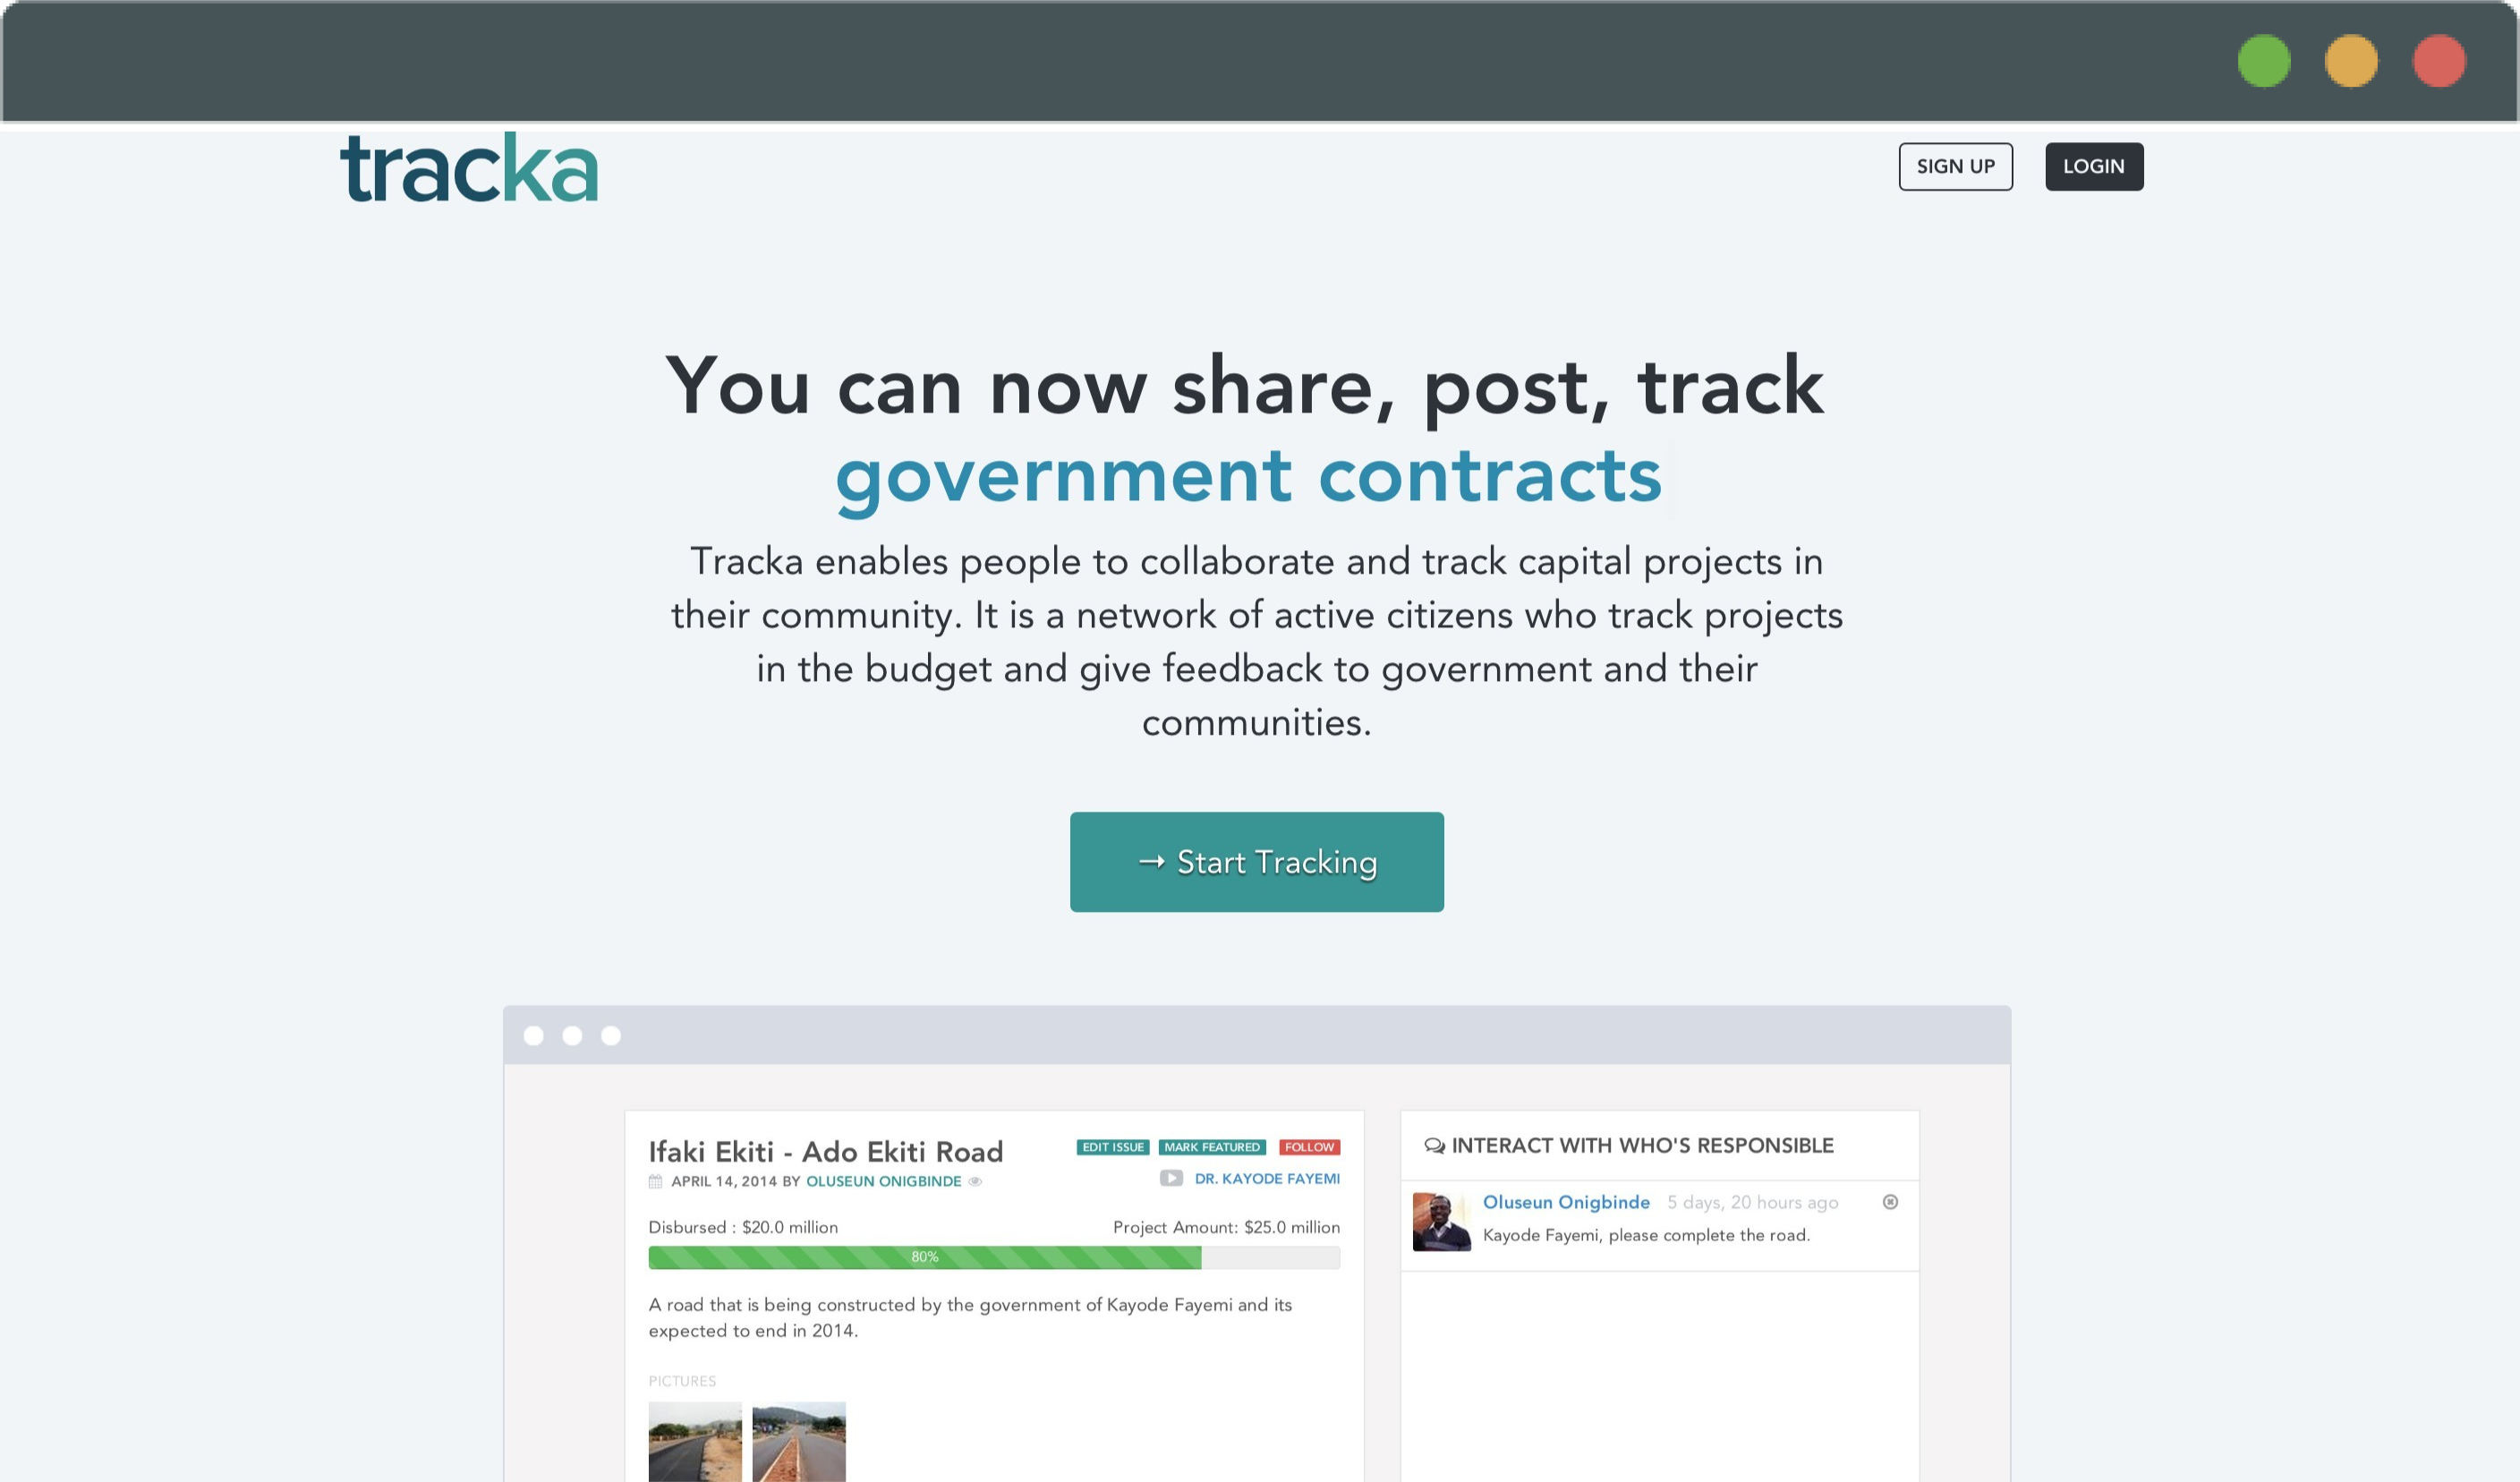 tracka
SIGN UP
LOGIN
You can now share, post, track
government contracts
Tracka enables people to collaborate and track capital projects in
their community. It is a network of active citizens who track projects
in the budget and give feedback to government and their
communities.
→ Start Tracking
Ifaki Ekiti - Ado Ekiti Road
EDIT ISSUE
MARK FEATURED
FOLLOW
APRIL 14, 2014 BY OLUSEUN ONIGBINDE
DR. KAYODE FAYEMI
Disbursed : $20.0 million
Project Amount: $25.0 million
80%
A road that is being constructed by the government of Kayode Fayemi and its
expected to end in 2014.
PICTURES
INTERACT WITH WHO'S RESPONSIBLE
Oluseun Onigbinde 5 days, 20 hours ago
Kayode Fayemi, please complete the road.